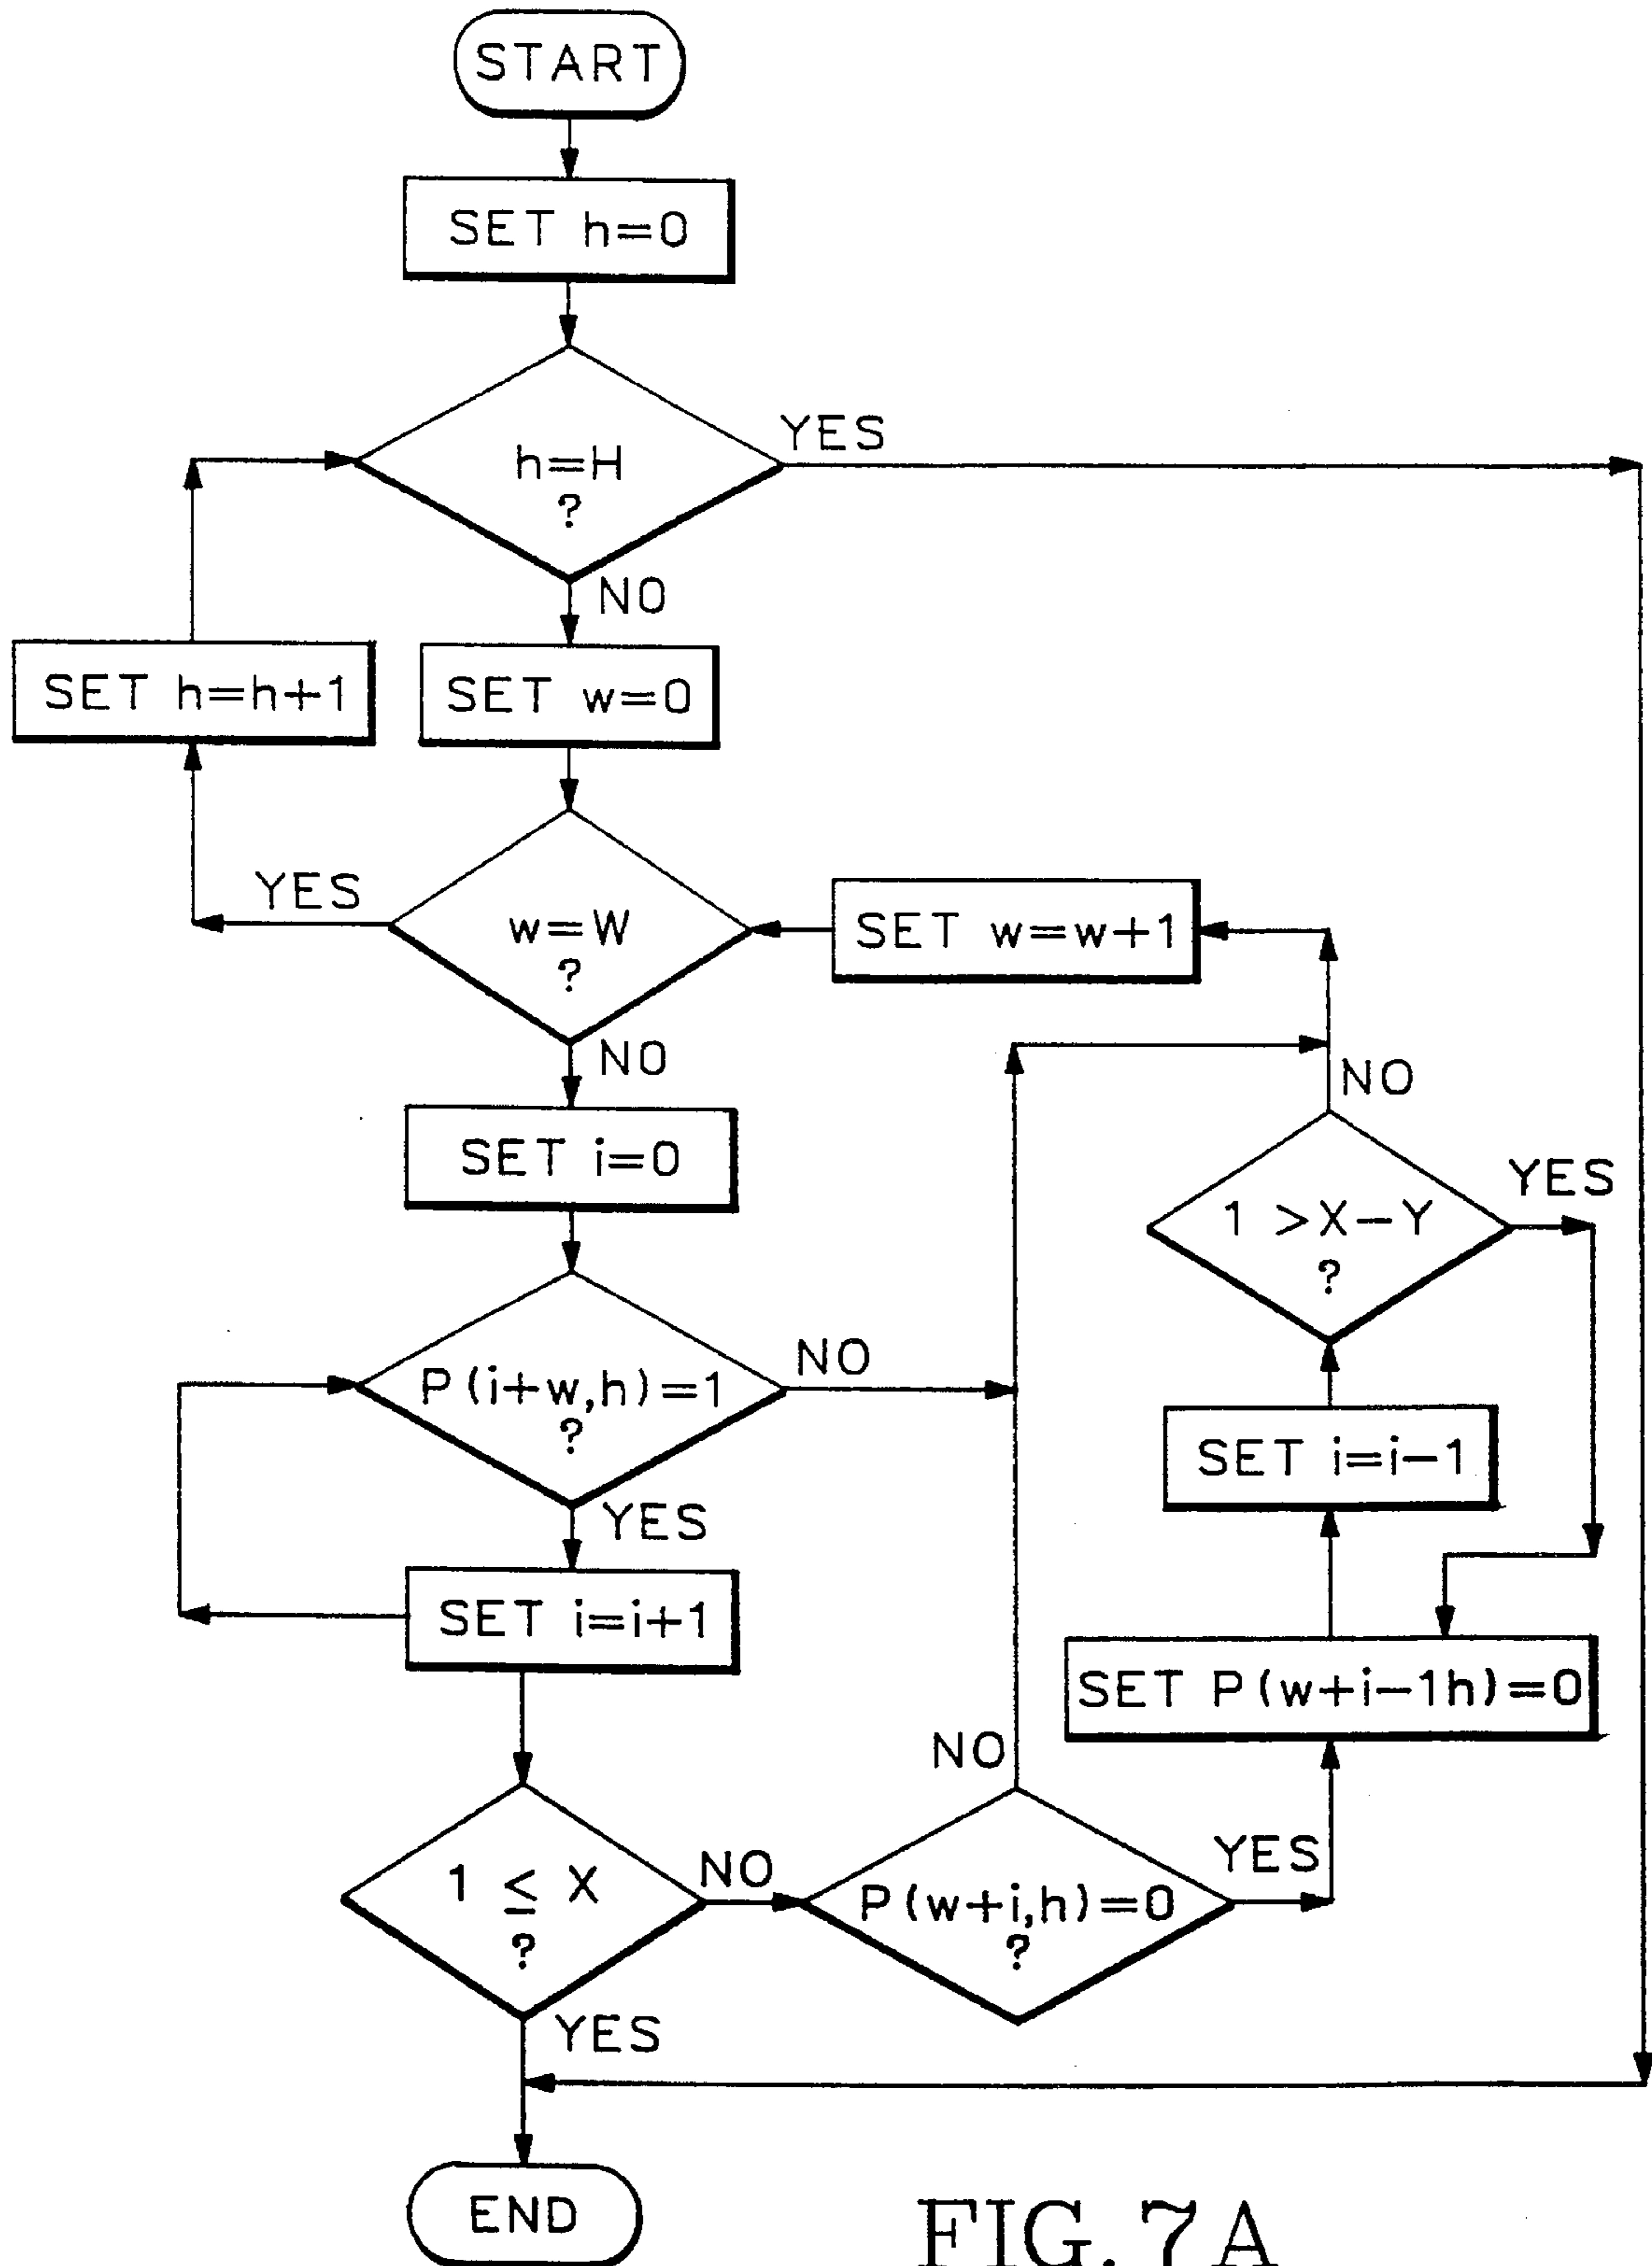 START
SET h=0
h=H
?
YES
NO
SET h=h+1
SET w=0
w=W
?
YES
SET w=w+1
NO
SET i=0
NO
1 >X-Y
?
YES
P(i+w,h)=1
?
NO
SET i=i-1
YES
SET i=i+1
SET P(w+i-1h)=0
NO
1 ≤ X
?
NO
P(w+i,h)=0
?
YES
YES
END
FIG. 7A